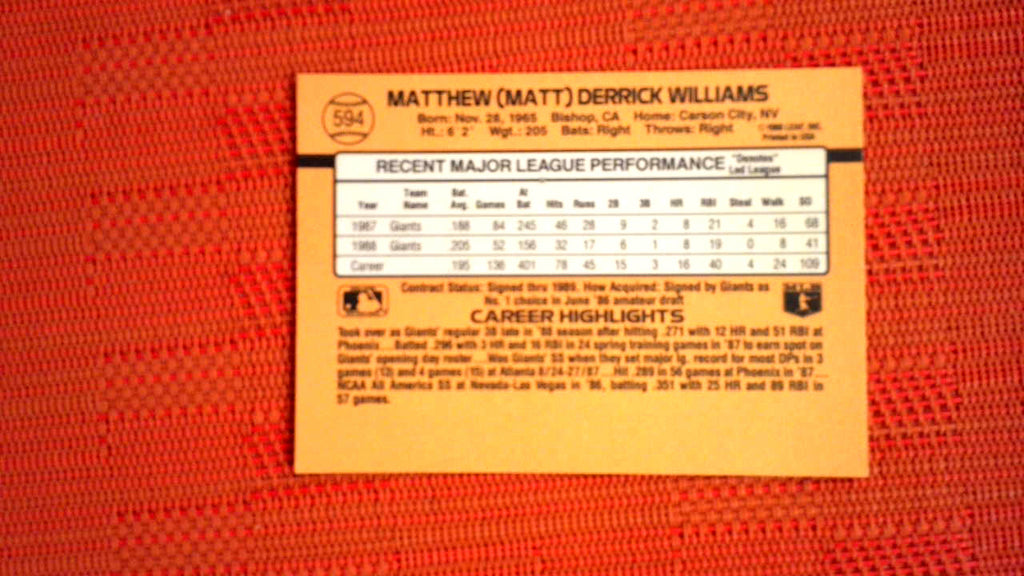 594
MATTHEW (MATT) DERRICK WILLIAMS
Born: Nov. 28, 1965 Bishop, CA Home: Carson City, NV
Ht.: 6'2" Wgt.: 205 Bats: Right Throws: Right
Printed in USA
RECENT MAJOR LEAGUE PERFORMANCE "Denotes" Led League
Year Team Name Bat. Avg. Games At Bat Hits Runs 2B 3B HR RBI Steal Walk SO
1987 Giants 188 84 245 46 28 9 2 8 21 4 16 68
1988 Giants 205 52 156 32 17 6 1 8 19 0 8 41
Career 195 136 401 78 45 15 3 16 40 4 24 109
Contract Status: Signed thru 1989. How Acquired: Signed by Giants as
No. 1 choice in June '86 amateur draft
CAREER HIGHLIGHTS
Took over as Giants' regular 3B late in '88 season after hitting .271 with 12 HR and 51 RBI at
Phoenix... Batted .296 with 3 HR and 16 RBI in 24 spring training games in '87 to earn spot on
Giants' opening day roster... Was Giants' SS when they set major lg. record for most DPs in 3
games (13) and 4 games (15) at Atlanta 8/24-27/87... Hit .289 in 56 games at Phoenix in '87...
NCAA All America SS at Nevada-Las Vegas in '86, batting .351 with 25 HR and 89 RBI in
57 games.